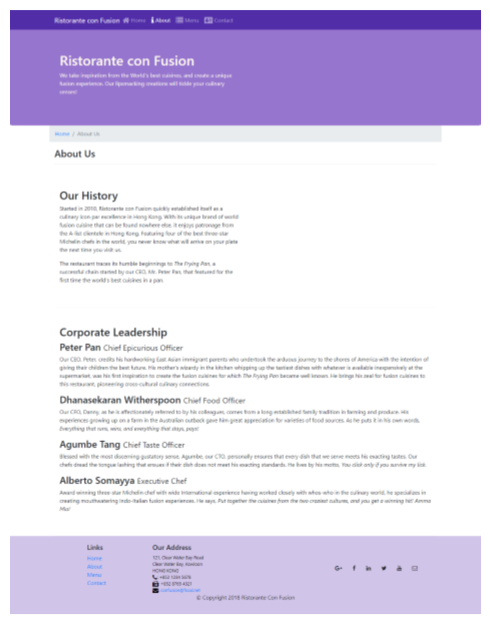 Ristorante con Fusion Home About Menu Contact
Ristorante con Fusion
We take inspiration from the World's best cuisines, and create a unique
fusion experience. Our lipsmacking creations will tickle your culinary
senses!
Home / About Us
About Us
Our History
Started in 2010, Ristorante con Fusion quickly established itself as a
culinary icon par excellence in Hong Kong. With its unique brand of world
fusion cuisine that can be found nowhere else, it enjoys patronage from
the A-list clientele in Hong Kong. Featuring four of the best three-star
Michelin chefs in the world, you never know what will arrive on your plate
the next time you visit us.
The restaurant traces its humble beginnings to The Frying Pan, a
successful chain started by our CEO, Mr. Peter Pan, that featured for the
first time the world's best cuisines in a pan.
Corporate Leadership
Peter Pan Chief Epicurious Officer
Our CEO, Peter, credits his hardworking East Asian immigrant parents who undertook the arduous journey to the shores of America with the intention of
giving their children the best future. His mother's wizardy in the kitchen whipping up the tastiest dishes with whatever is available inexpensively at the
supermarket, was his first inspiration to create the fusion cuisines for which The Frying Pan became well known. He brings his zeal for fusion cuisines to
this restaurant, pioneering cross-cultural culinary connections.
Dhanasekaran Witherspoon Chief Food Officer
Our CFO, Danny, as he is affectionately referred to by his colleagues, comes from a long established family tradition in farming and produce. His
experiences growing up on a farm in the Australian outback gave him great appreciation for varieties of food sources. As he puts it in his own words,
Everything that runs, wins, and everything that stays, pays!
Agumbe Tang Chief Taste Officer
Blessed with the most discerning gustatory sense, Agumbe, our CTO, personally ensures that every dish that we serve meets his exacting tastes. Our
chefs dread the tongue lashing that ensues if their dish does not meet his exacting standards. He lives by his motto, You click only if you survive my lick.
Alberto Somayya Executive Chef
Award winning three-star Michelin chef with wide International experience having worked closely with whos-who in the culinary world, he specializes in
creating mouthwatering Indo-Italian fusion experiences. He says, Put together the cuisines from the two craziest cultures, and you get a winning hit! Amma
Mia!
Links
Home
About
Menu
Contact
Our Address
121, Clear Water Bay Road
Clear Water Bay, Kowloon
HONG KONG
+852 1234 5678
+852 8765 4321
confusion@food.net
© Copyright 2018 Ristorante Con Fusion